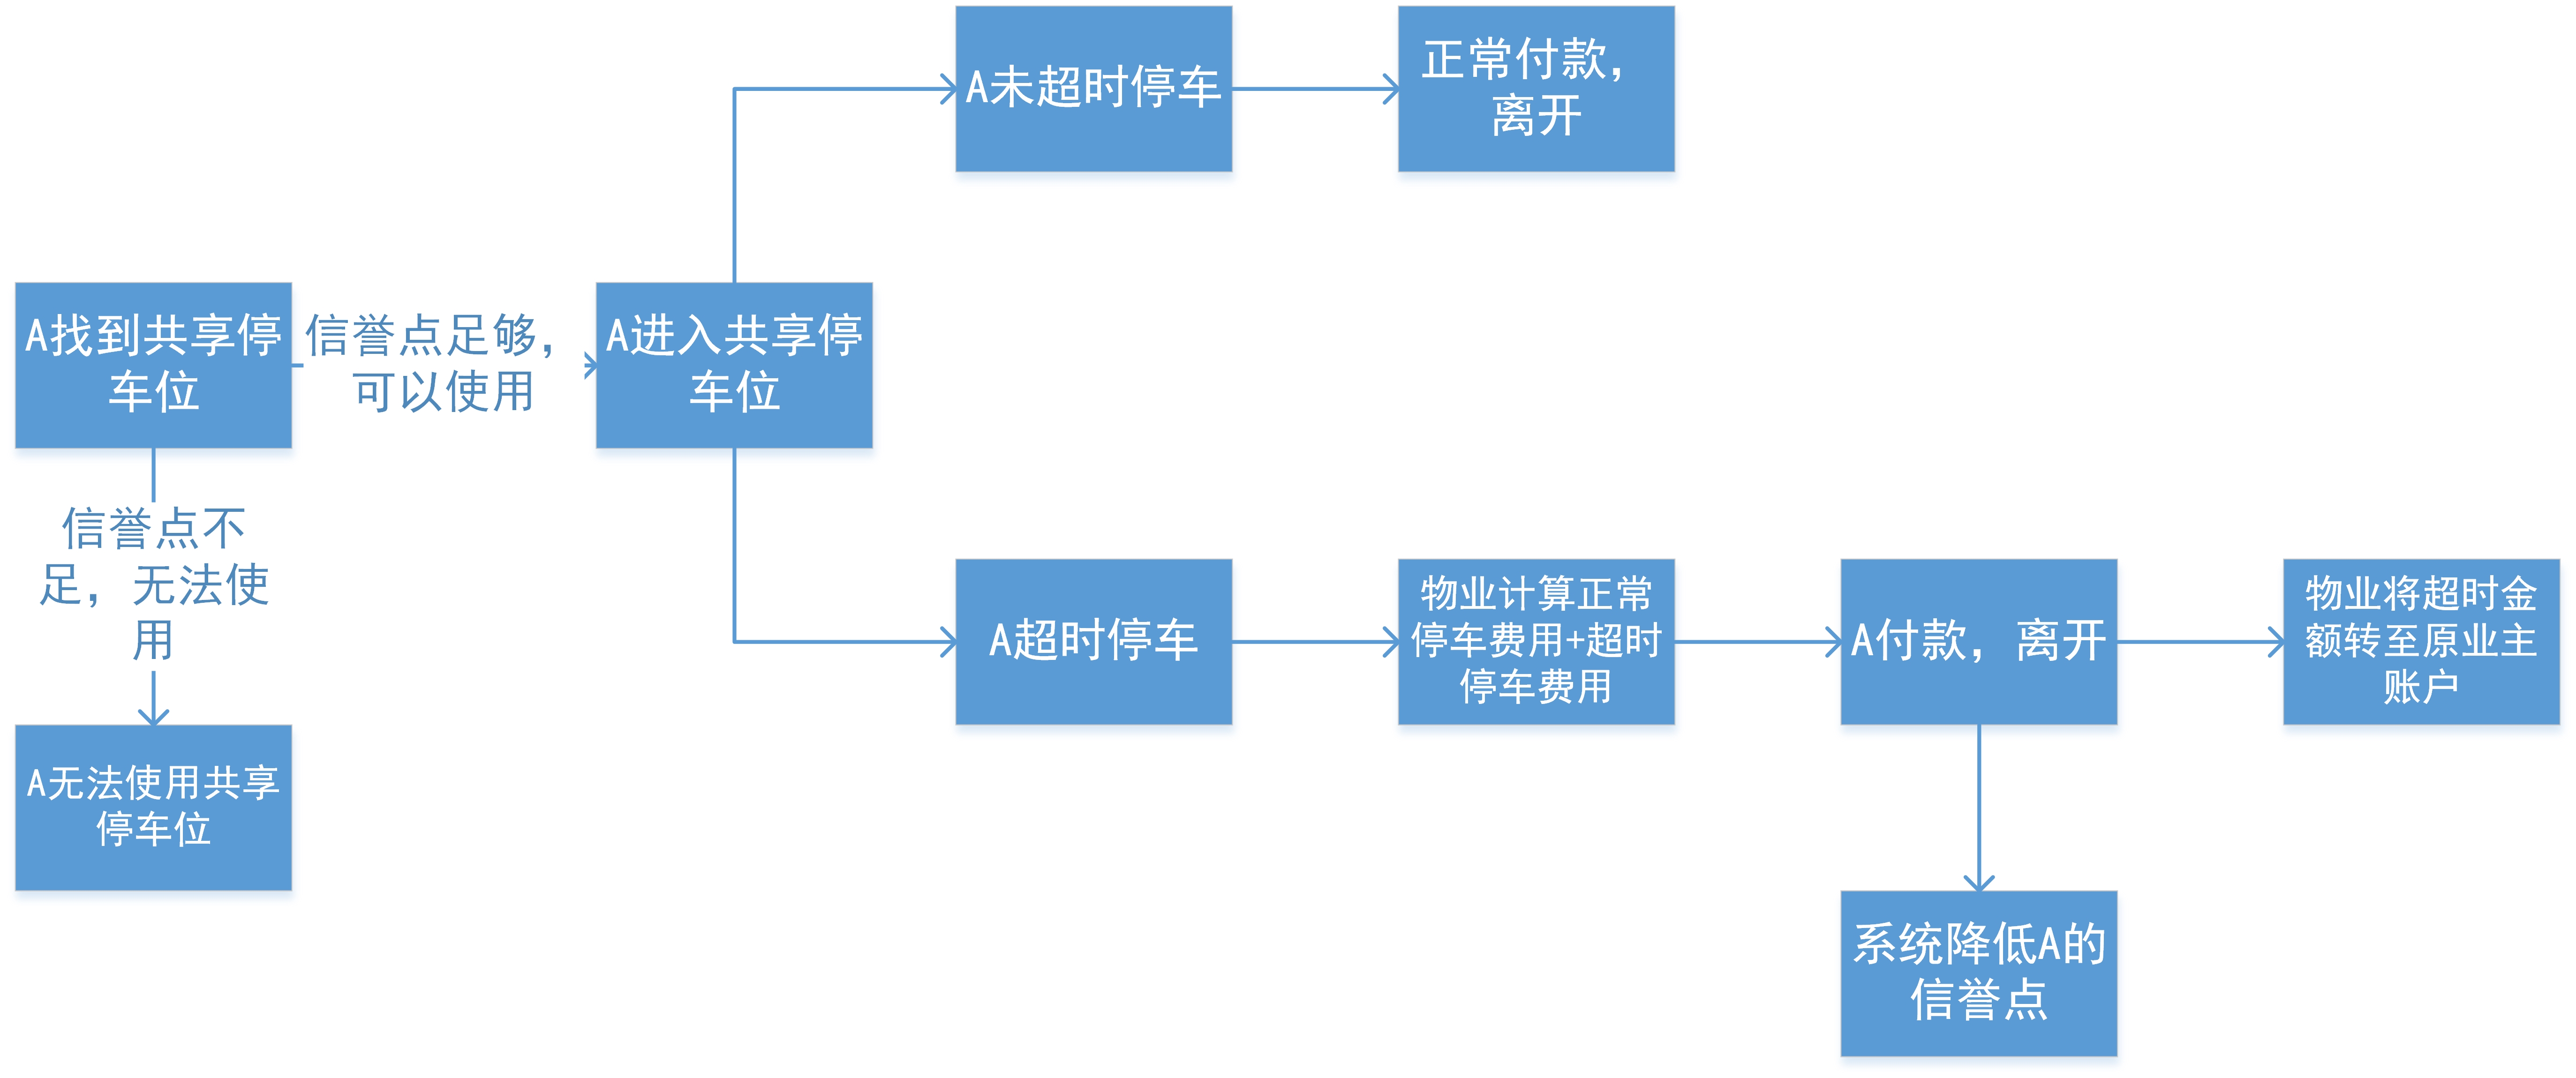 A未超时停车
正常付款，
离开
A找到共享停
车位
信誉点足够，
可以使用
A进入共享停
车位
信誉点不
足，无法使
用
A超时停车
物业计算正常
停车费用+超时
停车费用
A付款，离开
物业将超时金
额转至原业主
账户
A无法使用共享
停车位
系统降低A的
信誉点